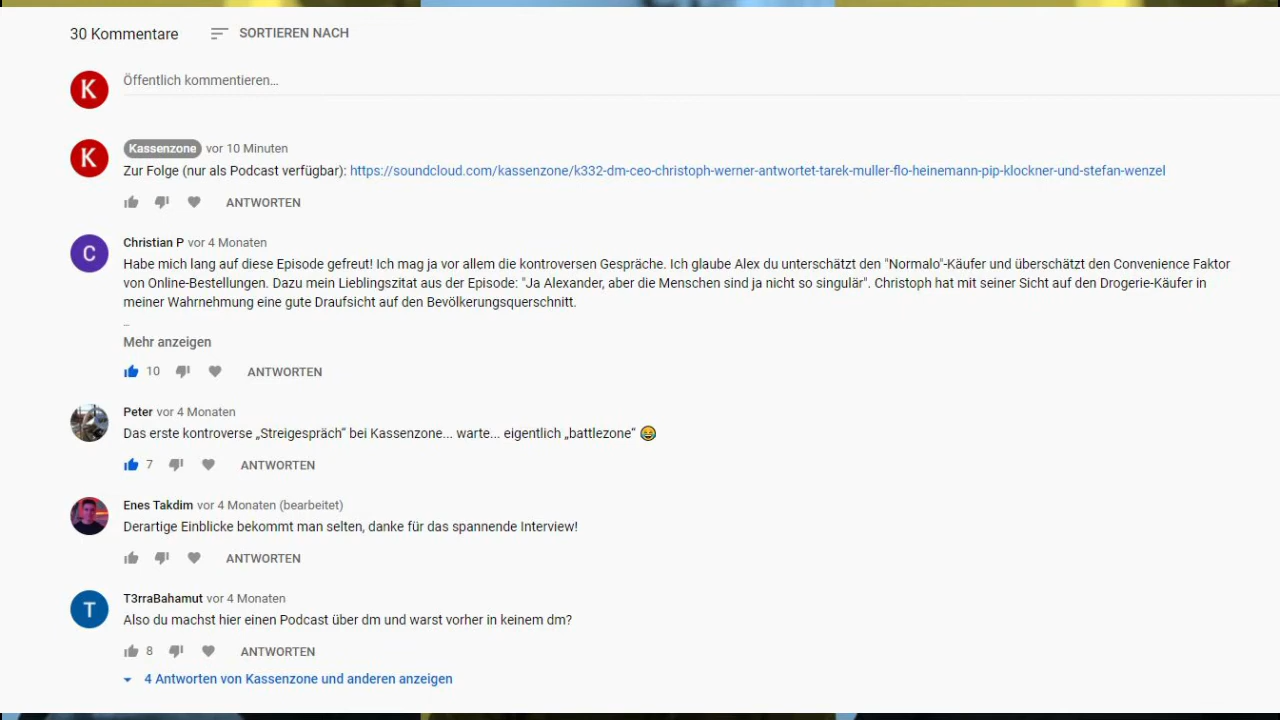 30 Kommentare SORTIEREN NACH
K
Öffentlich kommentieren...
K
Kassenzone vor 10 Minuten
Zur Folge (nur als Podcast verfügbar): https://soundcloud.com/kassenzone/k332-dm-ceo-christoph-werner-antwortet-tarek-muller-flo-heinemann-pip-klockner-und-stefan-wenzel
ANTWORTEN
C
Christian P vor 4 Monaten
Habe mich lang auf diese Episode gefreut! Ich mag ja vor allem die kontroversen Gespräche. Ich glaube Alex du unterschätzt den "Normalo"-Käufer und überschätzt den Convenience Faktor
von Online-Bestellungen. Dazu mein Lieblingszitat aus der Episode: "Ja Alexander, aber die Menschen sind ja nicht so singulär". Christoph hat mit seiner Sicht auf den Drogerie-Käufer in
meiner Wahrnehmung eine gute Draufsicht auf den Bevölkerungsquerschnitt.
_
Mehr anzeigen
10 ANTWORTEN
Peter vor 4 Monaten
Das erste kontroverse „Streigespräch“ bei Kassenzone... warte... eigentlich „battlezone“ 😂
7 ANTWORTEN
Enes Takdim vor 4 Monaten (bearbeitet)
Derartige Einblicke bekommt man selten, danke für das spannende Interview!
ANTWORTEN
T
T3rraBahamut vor 4 Monaten
Also du machst hier einen Podcast über dm und warst vorher in keinem dm?
8 ANTWORTEN
4 Antworten von Kassenzone und anderen anzeigen